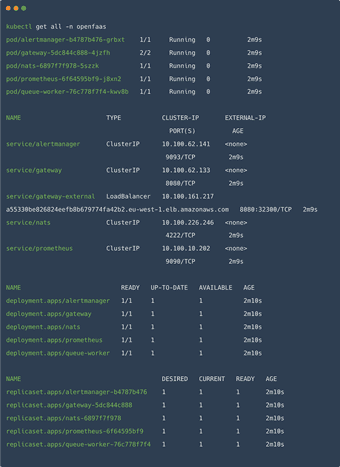 kubectl get all -n openfaas
pod/alertmanager-b4787b476-grbxt 1/1 Running 0 2m9s
pod/gateway-5dc844c888-4jzfh 2/2 Running 0 2m9s
pod/nats-6897f7f978-5szzk 1/1 Running 0 2m9s
pod/prometheus-6f64595bf9-j8xn2 1/1 Running 0 2m9s
pod/queue-worker-76c778f7f4-kwv8b 1/1 Running 0 2m9s
NAME TYPE CLUSTER-IP EXTERNAL-IP
PORT(S) AGE
service/alertmanager ClusterIP 10.100.62.141 <none>
9093/TCP 2m9s
service/gateway ClusterIP 10.100.62.133 <none>
8080/TCP 2m9s
service/gateway-external LoadBalancer 10.100.161.217
a55330be826824eefb8b679774fa42b2.eu-west-1.elb.amazonaws.com 8080:32300/TCP 2m9s
service/nats ClusterIP 10.100.226.246 <none>
4222/TCP 2m9s
service/prometheus ClusterIP 10.100.10.202 <none>
9090/TCP 2m9s
NAME READY UP-TO-DATE AVAILABLE AGE
deployment.apps/alertmanager 1/1 1 1 2m10s
deployment.apps/gateway 1/1 1 1 2m10s
deployment.apps/nats 1/1 1 1 2m10s
deployment.apps/prometheus 1/1 1 1 2m10s
deployment.apps/queue-worker 1/1 1 1 2m10s
NAME DESIRED CURRENT READY AGE
replicaset.apps/alertmanager-b4787b476 1 1 1 2m10s
replicaset.apps/gateway-5dc844c888 1 1 1 2m10s
replicaset.apps/nats-6897f7f978 1 1 1 2m10s
replicaset.apps/prometheus-6f64595bf9 1 1 1 2m10s
replicaset.apps/queue-worker-76c778f7f4 1 1 1 2m10s